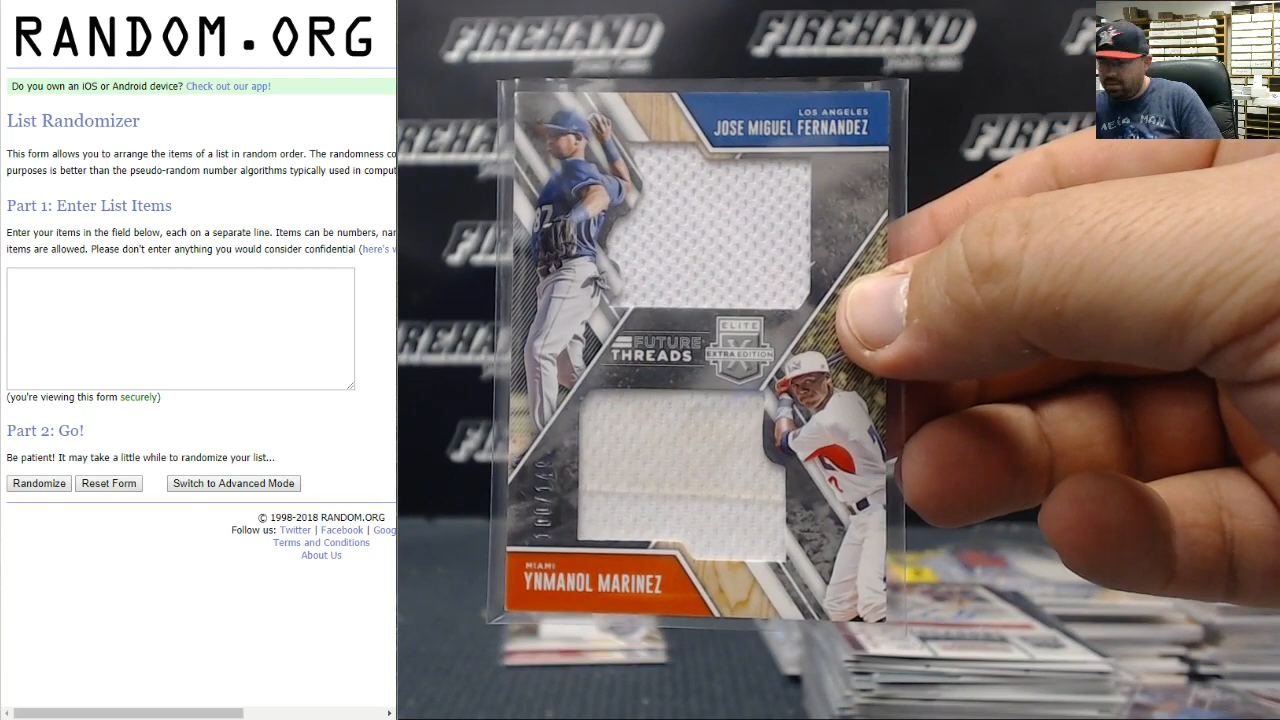 RANDOM.ORG
Do you own an iOS or Android device? Check out our app!
List Randomizer
This form allows you to arrange the items of a list in random order. The randomness co
purposes is better than the pseudo-random number algorithms typically used in comput
Part 1: Enter List Items
Enter your items in the field below, each on a separate line. Items can be numbers, nar
items are allowed. Please don't enter anything you would consider confidential (here's w
(you're viewing this form securely)
Part 2: Go!
Be patient! It may take a little while to randomize your list...
Randomize
Reset Form
Switch to Advanced Mode
© 1998-2018 RANDOM.ORG
Follow us: Twitter | Facebook | Goog
Terms and Conditions
About Us
FIREHAND
FIREHAND
LOS ANGELES
JOSE MIGUEL FERNANDEZ
FUTURE
THREADS
ELITE
EXTRA EDITION
X
7
MIAMI
YNMANOL MARINEZ